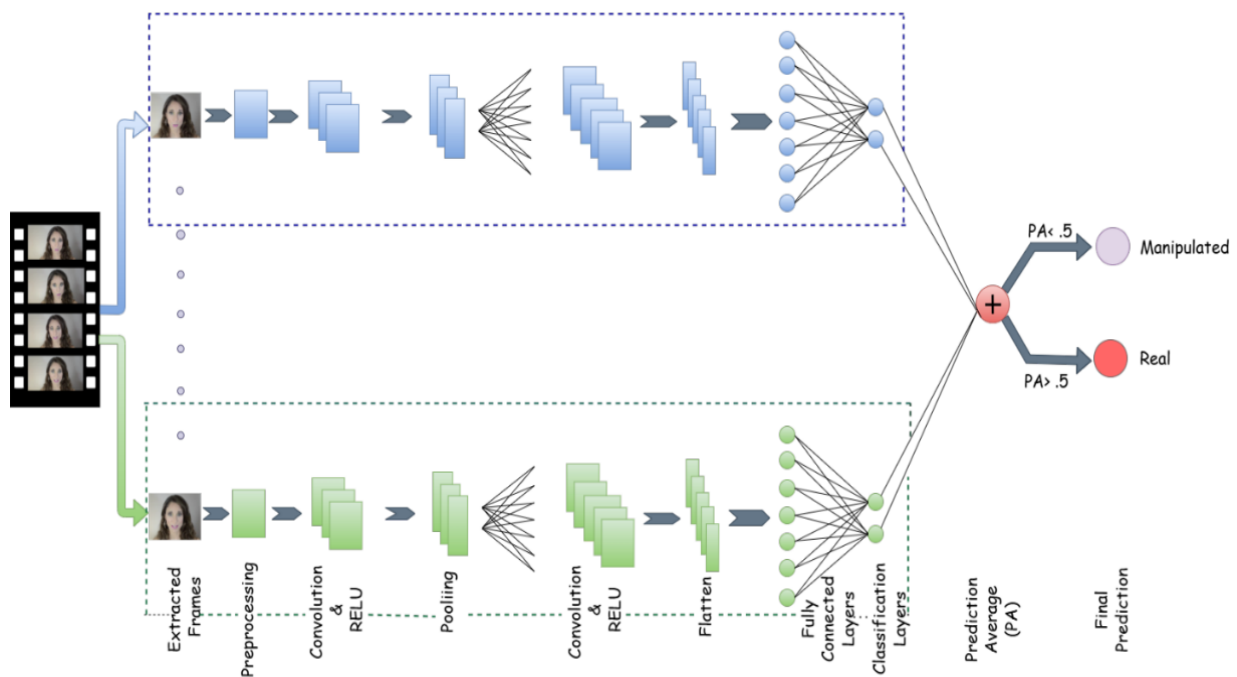 PA< .5
Manipulated
+
Real
PA> .5
Extracted
Frames
Preprocessing
Convolution
&
RELU
Pooliing
Convolution
&
RELU
Flatten
Fully
Connected
Layers
Classification
Layers
Prediction
Average
(PA)
Final
Prediction